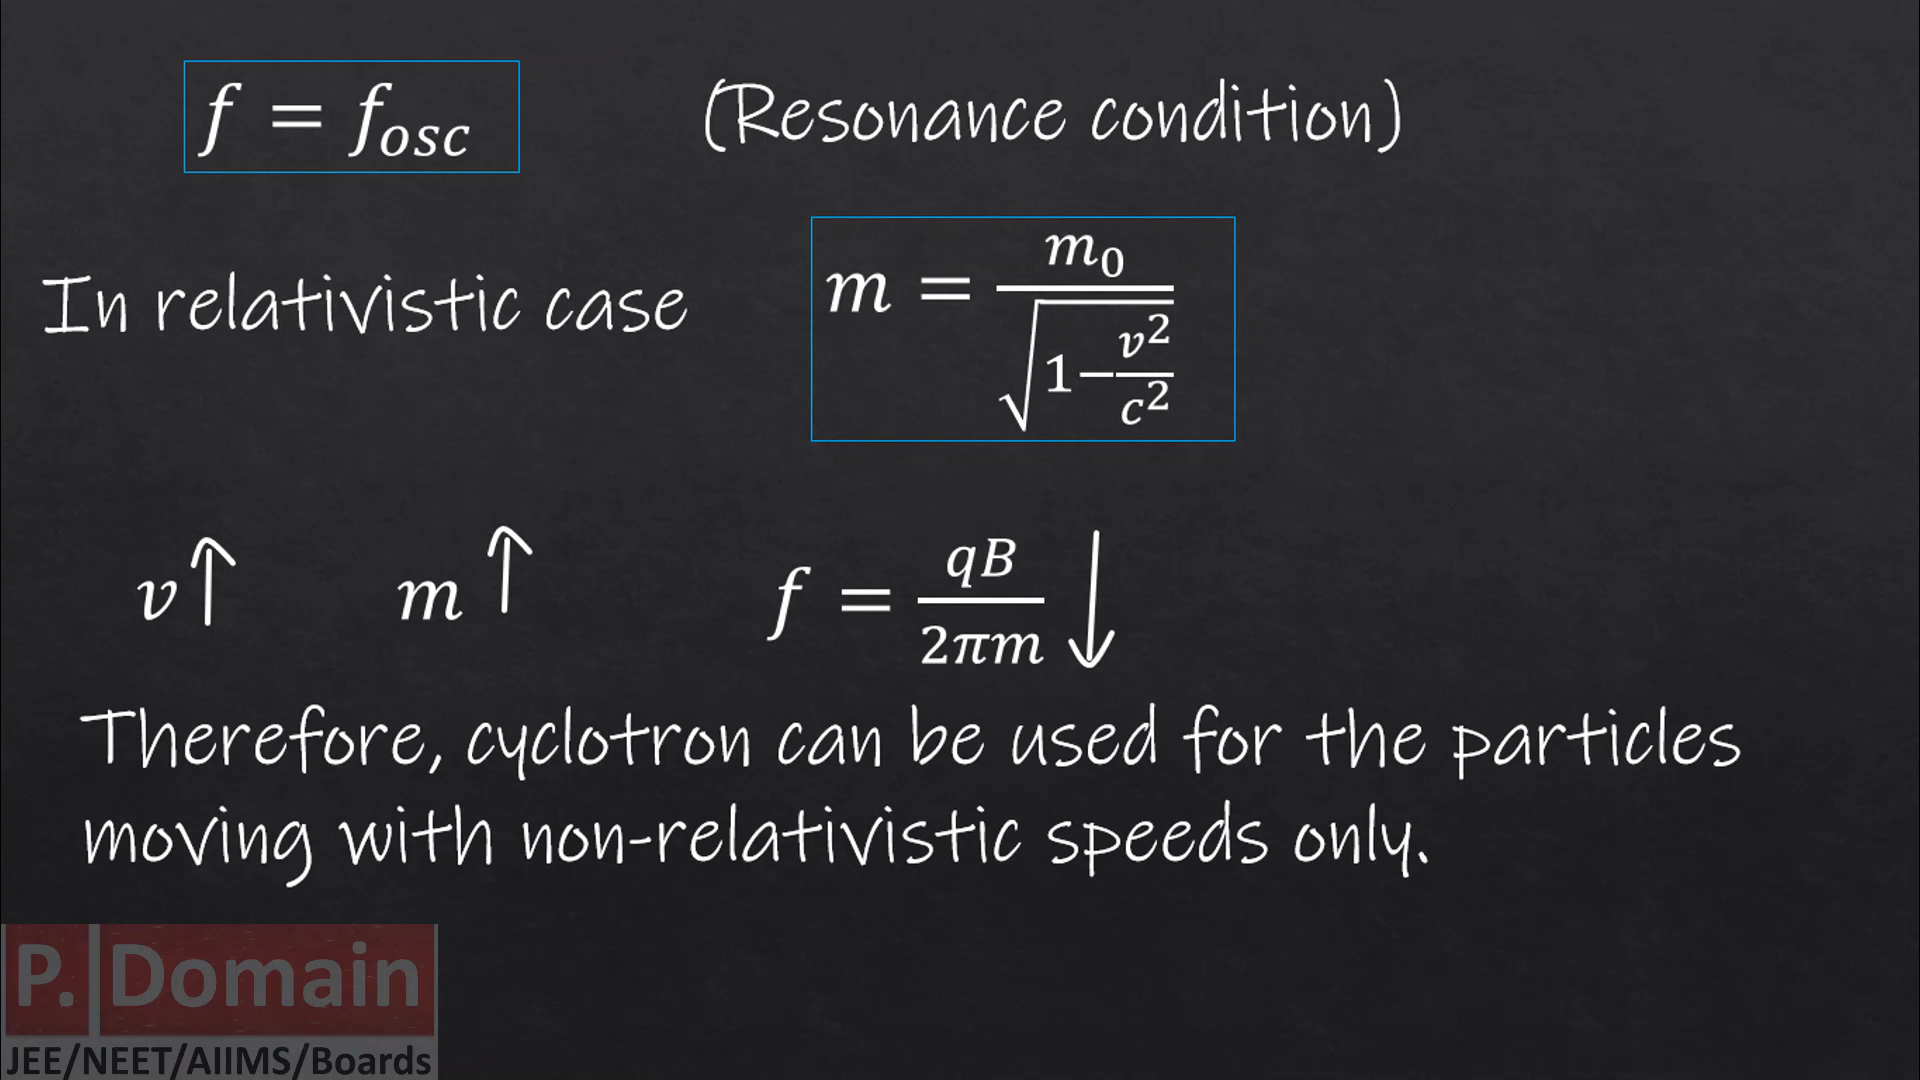 f = f_osc (Resonance condition)
In relativistic case m = m₀ / √(1−v²/c²)
v↑ m↑ f = qB / 2πm ↓
Therefore, cyclotron can be used for the particles
moving with non-relativistic speeds only.
P. Domain
JEE/NEET/AIIMS/Boards